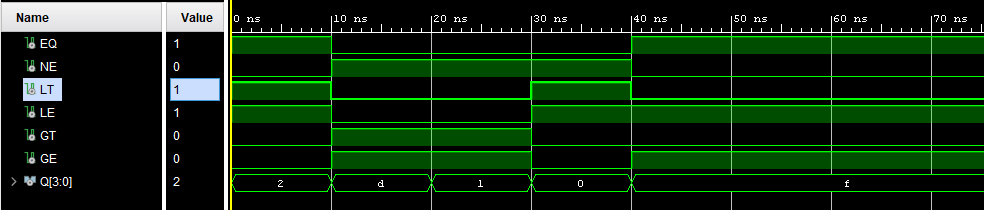 Name Value 0 ns 10 ns 20 ns 30 ns 40 ns 50 ns 60 ns 70 ns
EQ 1
NE 0
LT 1
LE 1
GT 0
GE 0
Q[3:0] 2 2 d 1 0 f